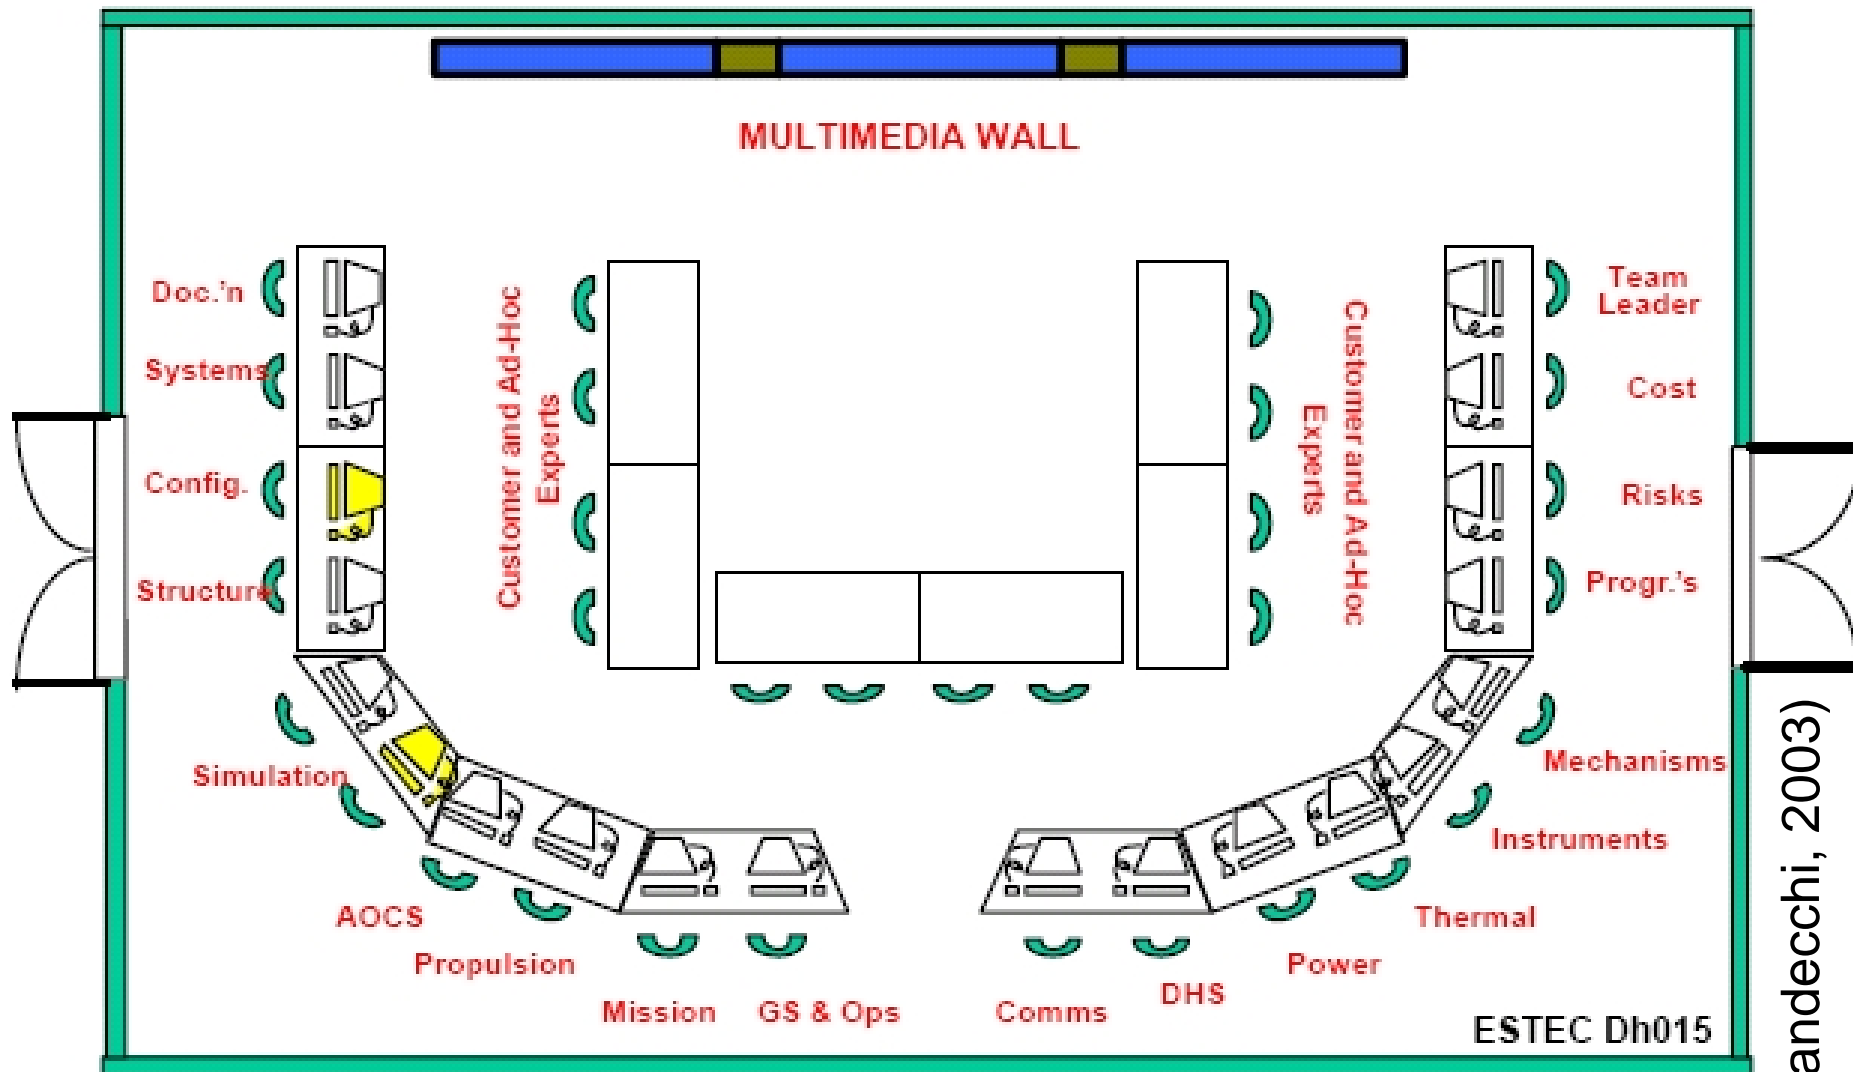 MULTIMEDIA WALL
Doc.'n
Systems
Config.
Structure
Simulation
AOCS
Propulsion
Mission
GS & Ops
Customer and Ad-Hoc
Experts
Customer and Ad-Hoc
Experts
Team
Leader
Cost
Risks
Progr.'s
Mechanisms
Instruments
Thermal
Power
DHS
Comms
ESTEC Dh015
andecchi, 2003)